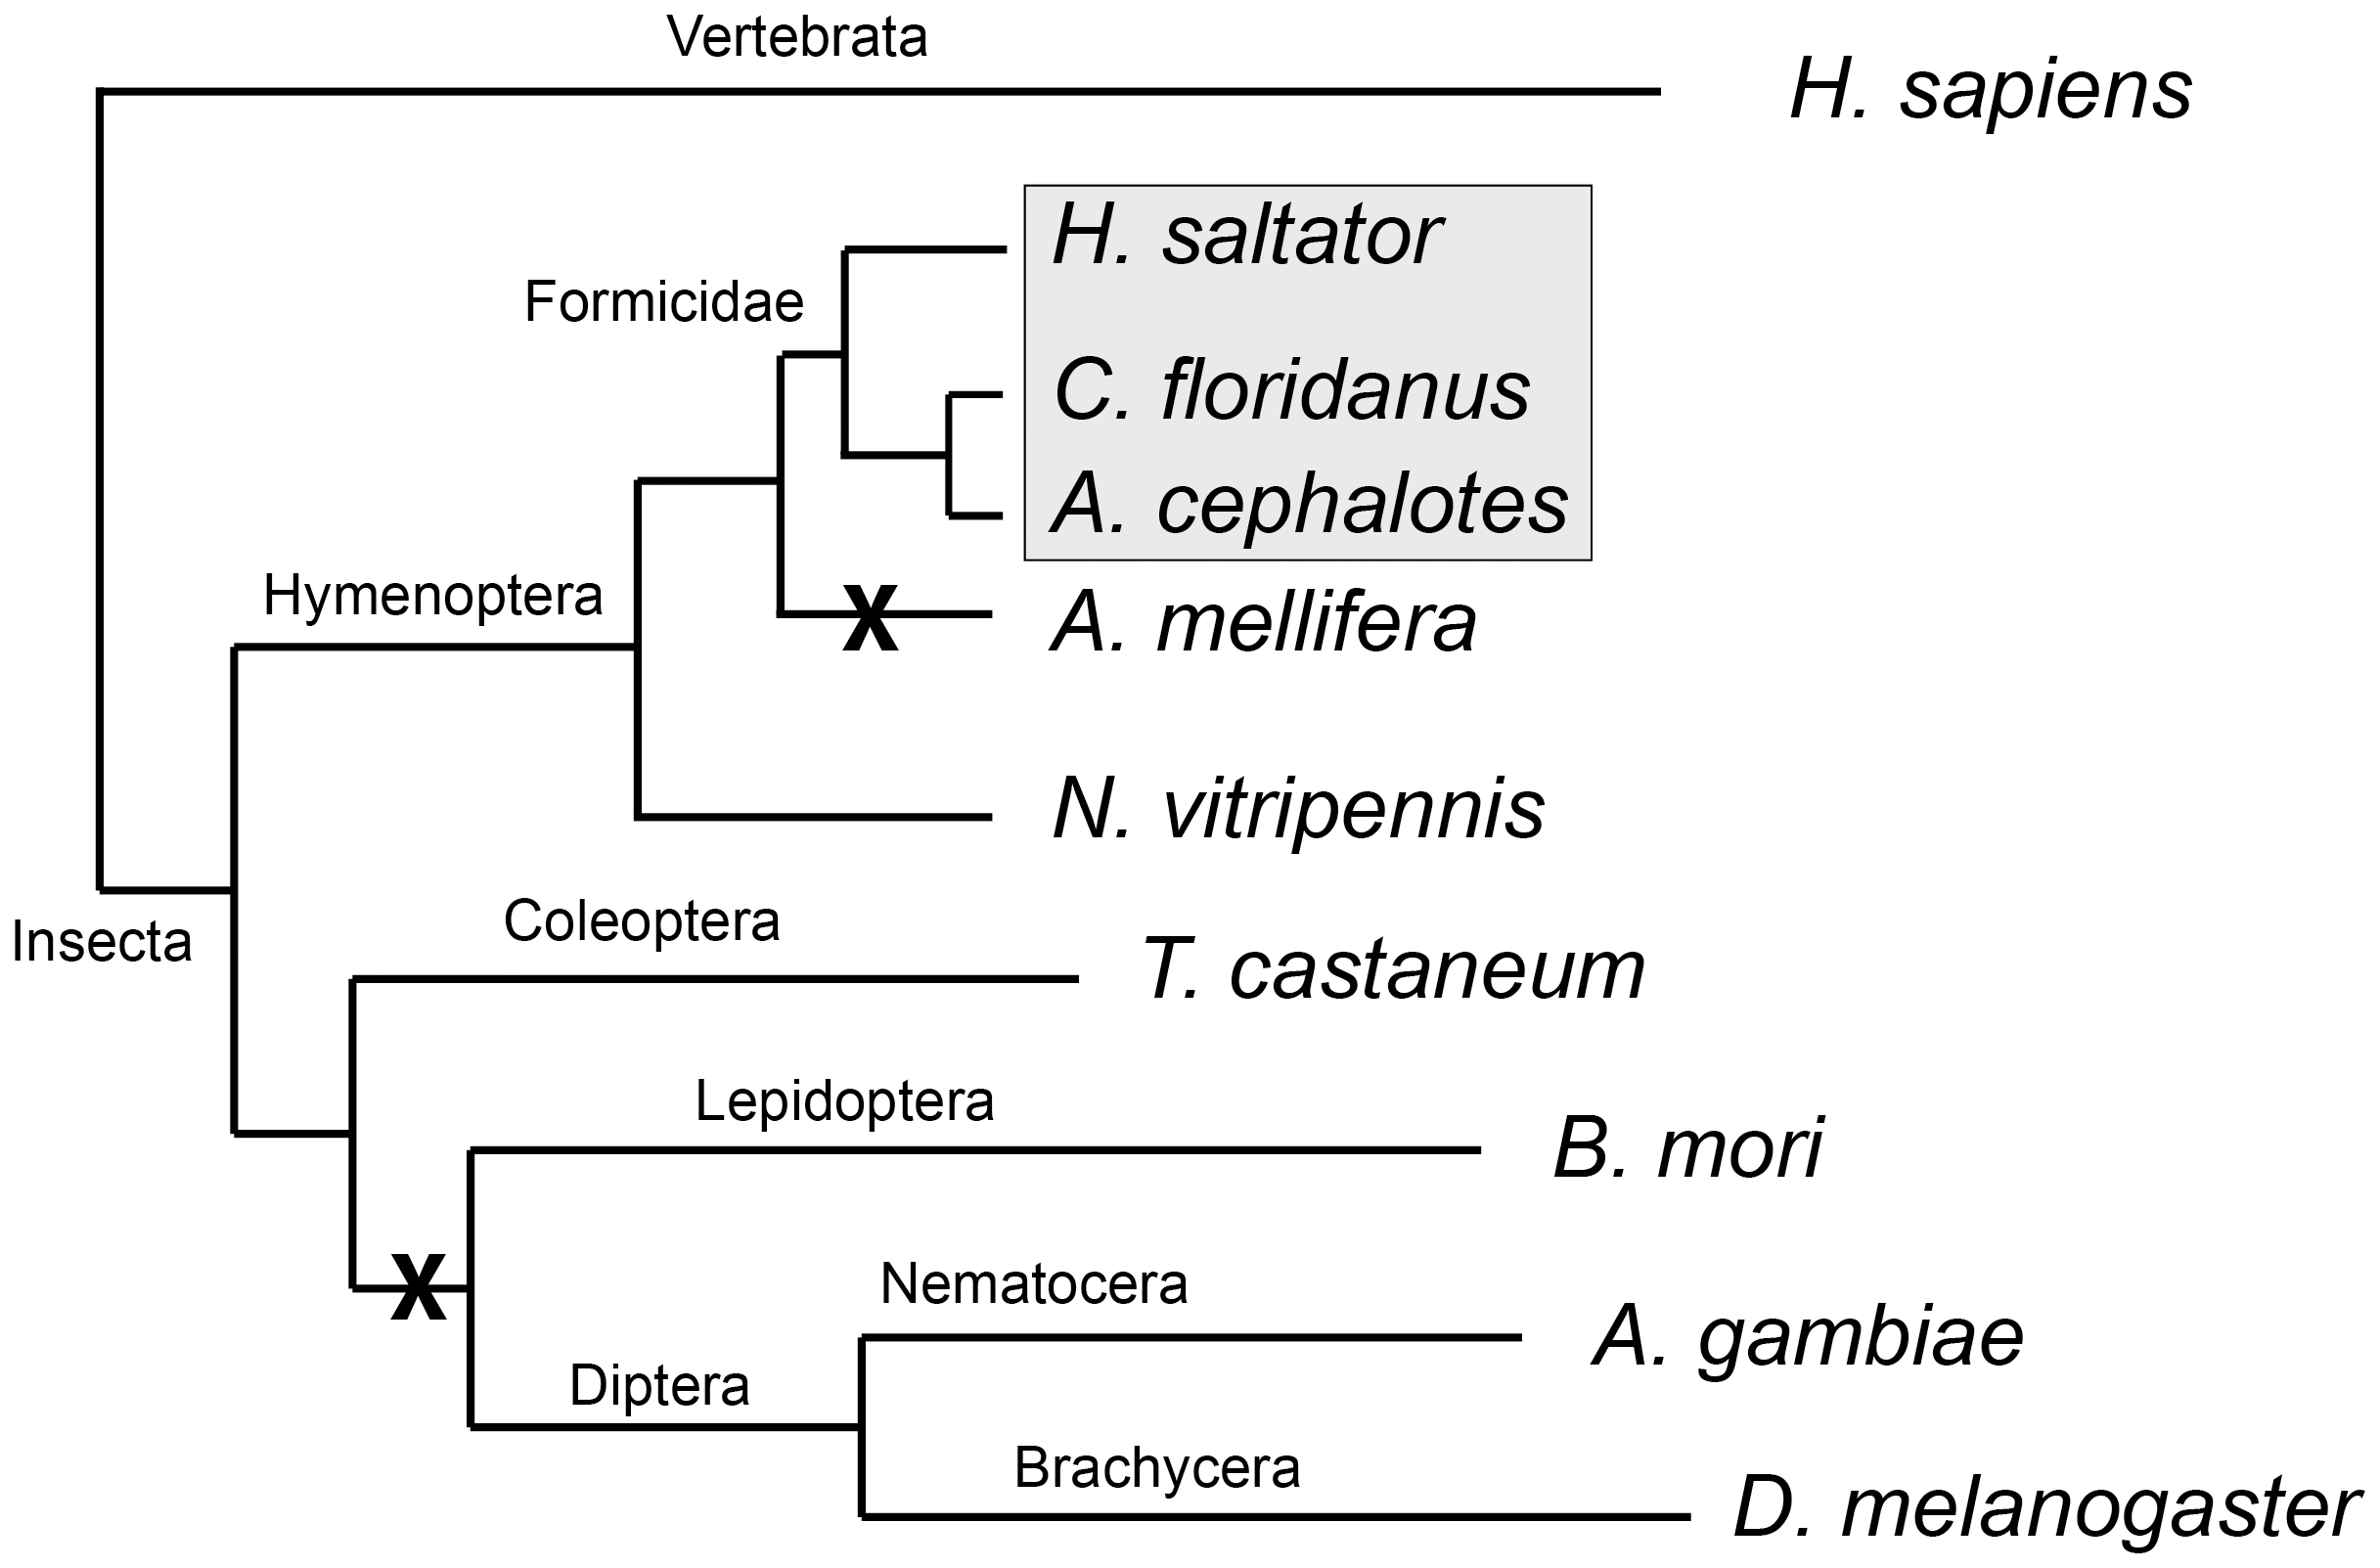 Vertebrata
H. sapiens
H. saltator
Formicidae
C. floridanus
A. cephalotes
Hymenoptera
X
A. mellifera
N. vitripennis
Coleoptera
Insecta
T. castaneum
Lepidoptera
B. mori
Nematocera
X
A. gambiae
Diptera
Brachycera
D. melanogaster